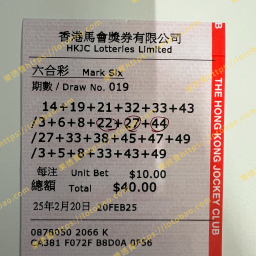 香港馬會獎券有限公司
HKJC Lotteries Limited
六合彩 Mark Six
期數 / Draw No. 019
14+19+21+32+33+43
/3+6+8+22+27+44
/27+33+38+45+47+49
/3+5+8+33+43+49
每注 Unit Bet $10.00
總額 Total $40.00
25年2月20日 20FEB25
0878050 2066 K
CA381 F072F B8D0A 0F56
THE HONG KONG JOCKEY CLUB